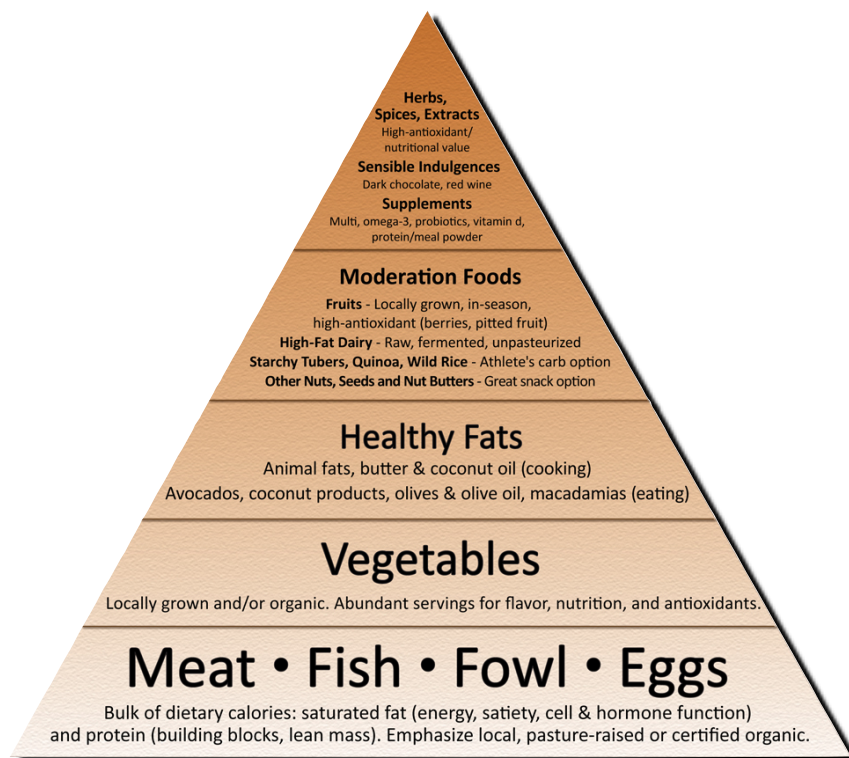 Herbs,
Spices, Extracts
High-antioxidant/
nutritional value
Sensible Indulgences
Dark chocolate, red wine
Supplements
Multi, omega-3, probiotics, vitamin d,
protein/meal powder
Moderation Foods
Fruits - Locally grown, in-season,
high-antioxidant (berries, pitted fruit)
High-Fat Dairy - Raw, fermented, unpasteurized
Starchy Tubers, Quinoa, Wild Rice - Athlete's carb option
Other Nuts, Seeds and Nut Butters - Great snack option
Healthy Fats
Animal fats, butter & coconut oil (cooking)
Avocados, coconut products, olives & olive oil, macadamias (eating)
Vegetables
Locally grown and/or organic. Abundant servings for flavor, nutrition, and antioxidants.
Meat • Fish • Fowl • Eggs
Bulk of dietary calories: saturated fat (energy, satiety, cell & hormone function)
and protein (building blocks, lean mass). Emphasize local, pasture-raised or certified organic.